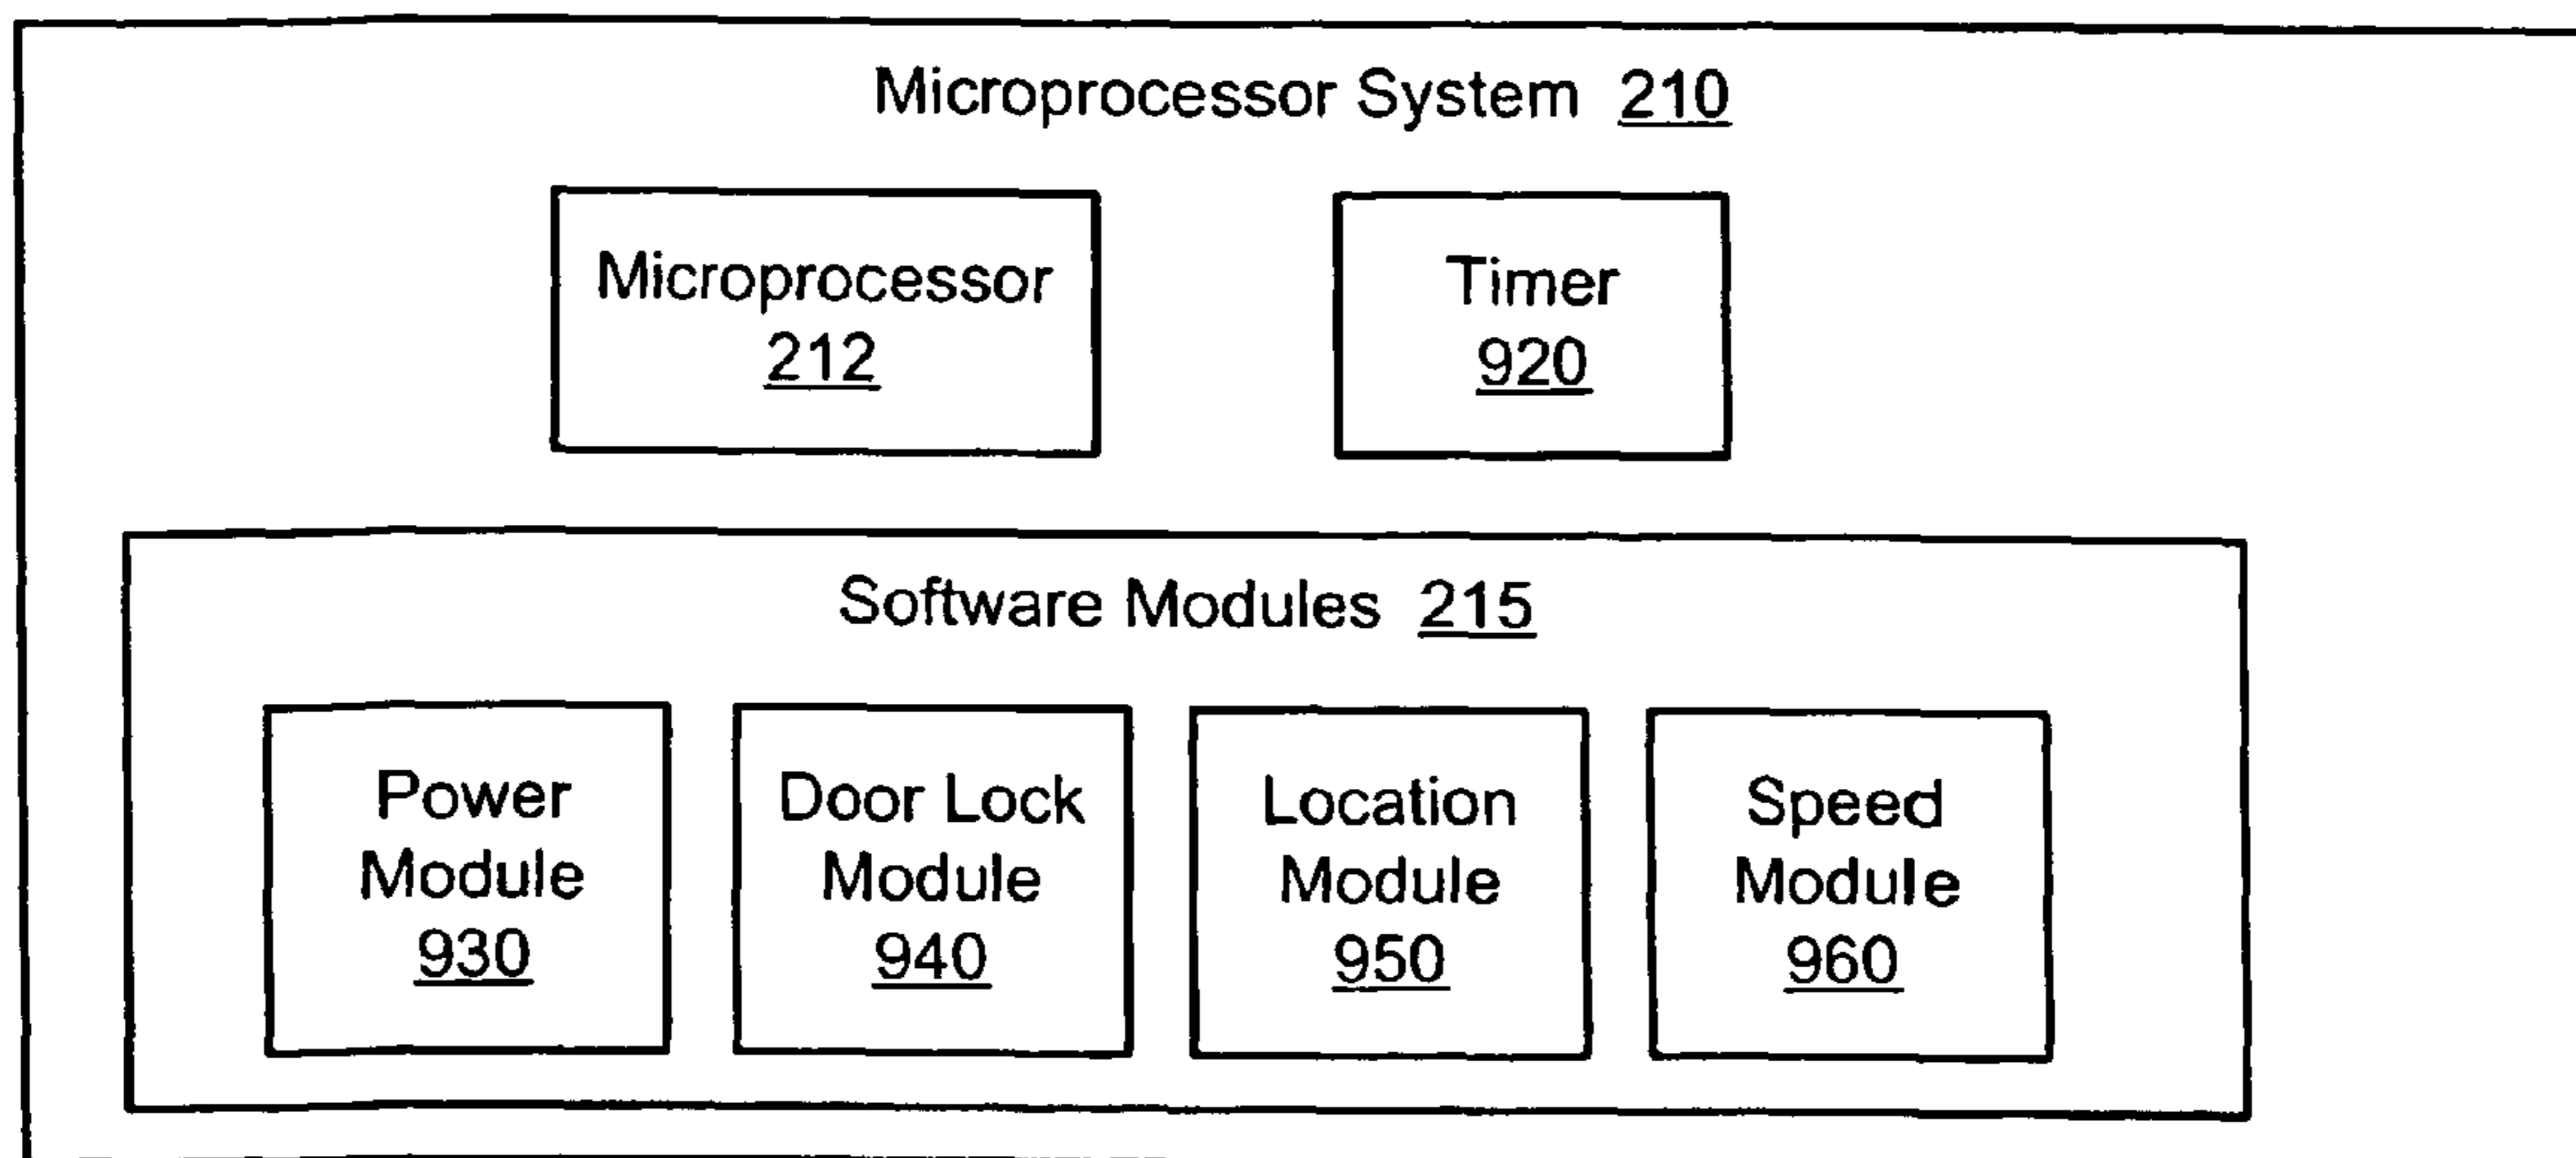 Microprocessor System 210
Microprocessor
212
Timer
920
Software Modules 215
Power
Module
930
Door Lock
Module
940
Location
Module
950
Speed
Module
960